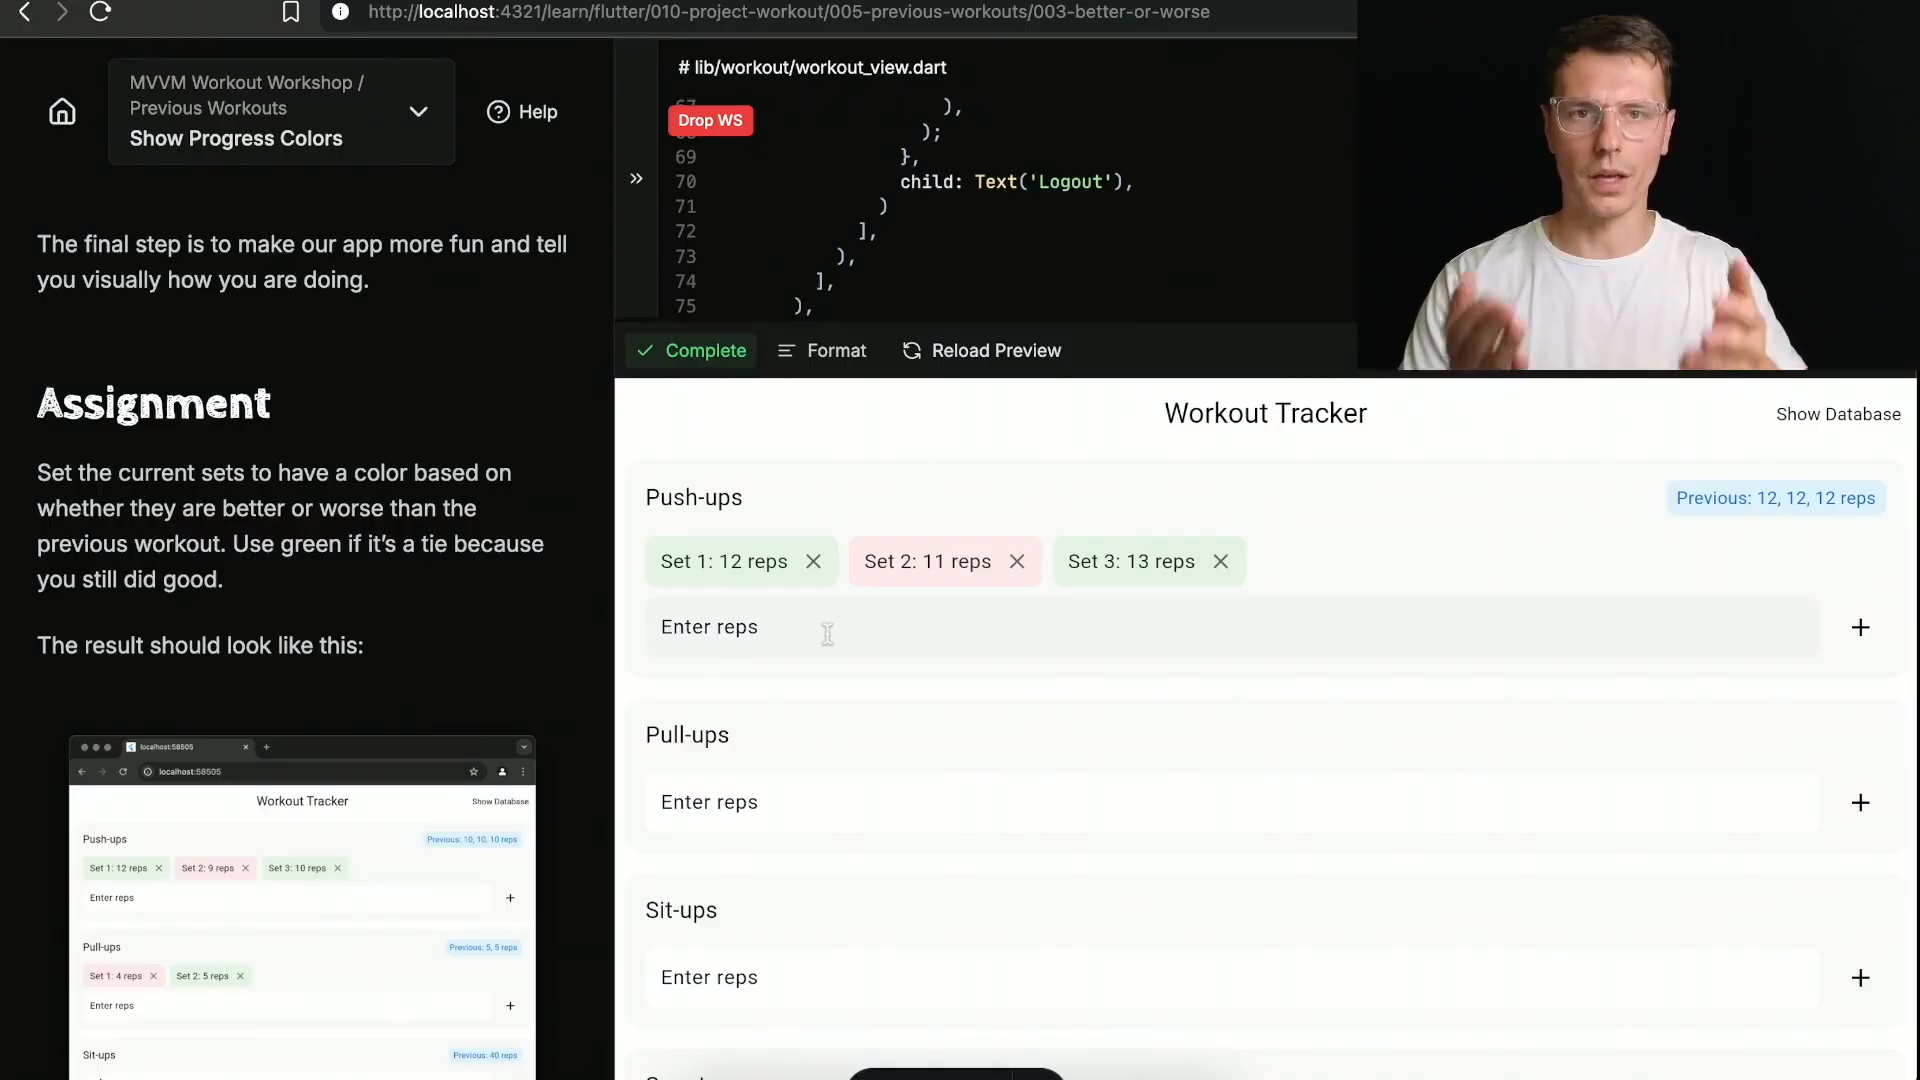 http://localhost:4321/learn/flutter/010-project-workout/005-previous-workouts/003-better-or-worse
MVVM Workout Workshop /
Previous Workouts
Show Progress Colors
Help
The final step is to make our app more fun and tell
you visually how you are doing.
Assignment
Set the current sets to have a color based on
whether they are better or worse than the
previous workout. Use green if it's a tie because
you still did good.
The result should look like this:
localhost:58505
localhost:58505
Workout Tracker
Show Database
Push-ups
Previous: 10, 10, 10 reps
Set 1: 12 reps
Set 2: 9 reps
Set 3: 10 reps
Enter reps
+
Pull-ups
Previous: 5, 5 reps
Set 1: 4 reps
Set 2: 5 reps
Enter reps
+
Sit-ups
Previous: 40 reps
# lib/workout/workout_view.dart
Drop WS
67 ),
);
69 },
70 child: Text('Logout'),
71 )
72 ],
73 ),
74 ],
75 ),
Complete
Format
Reload Preview
Workout Tracker
Show Database
Push-ups
Previous: 12, 12, 12 reps
Set 1: 12 reps
Set 2: 11 reps
Set 3: 13 reps
Enter reps
+
Pull-ups
Enter reps
+
Sit-ups
Enter reps
+